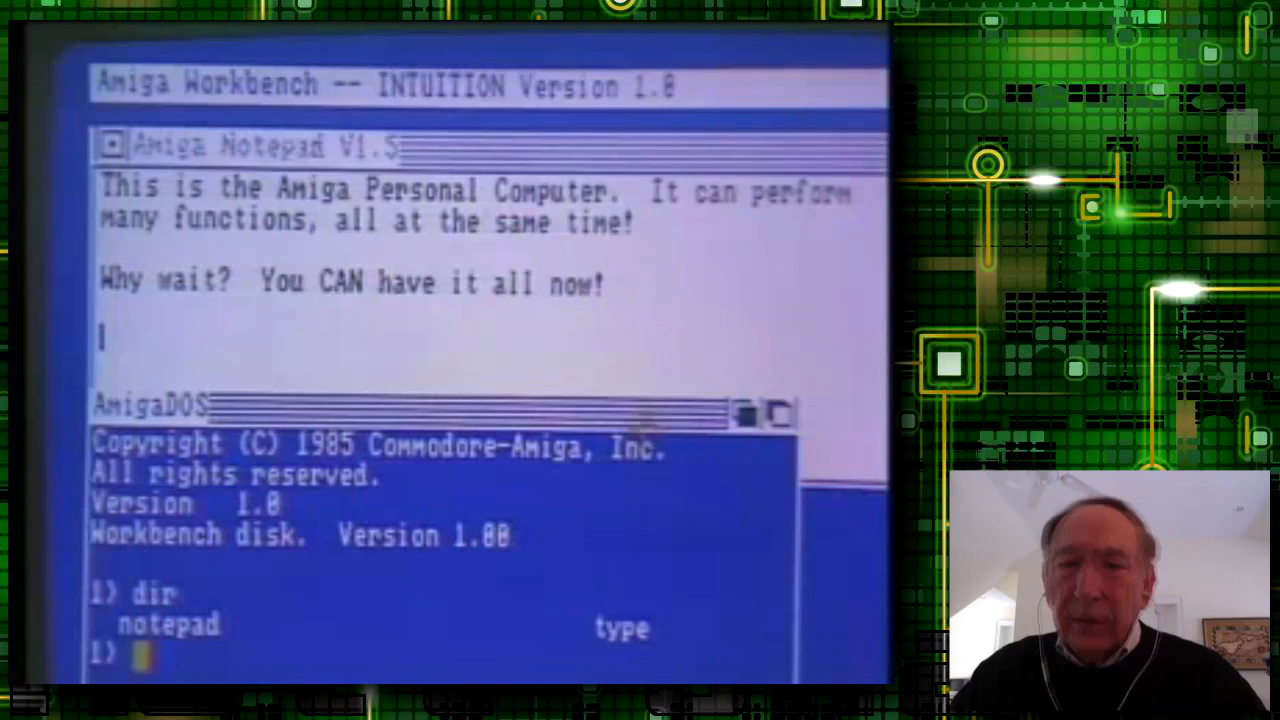 Amiga Workbench -- INTUITION Version 1.0
Amiga Notepad V1.5
This is the Amiga Personal Computer.  It can perform
many functions, all at the same time!
Why wait?  You CAN have it all now!
AmigaDOS
Copyright (C) 1985 Commodore-Amiga, Inc.
All rights reserved.
Version  1.0
Workbench disk.  Version 1.00
1) dir
notepad type
1)